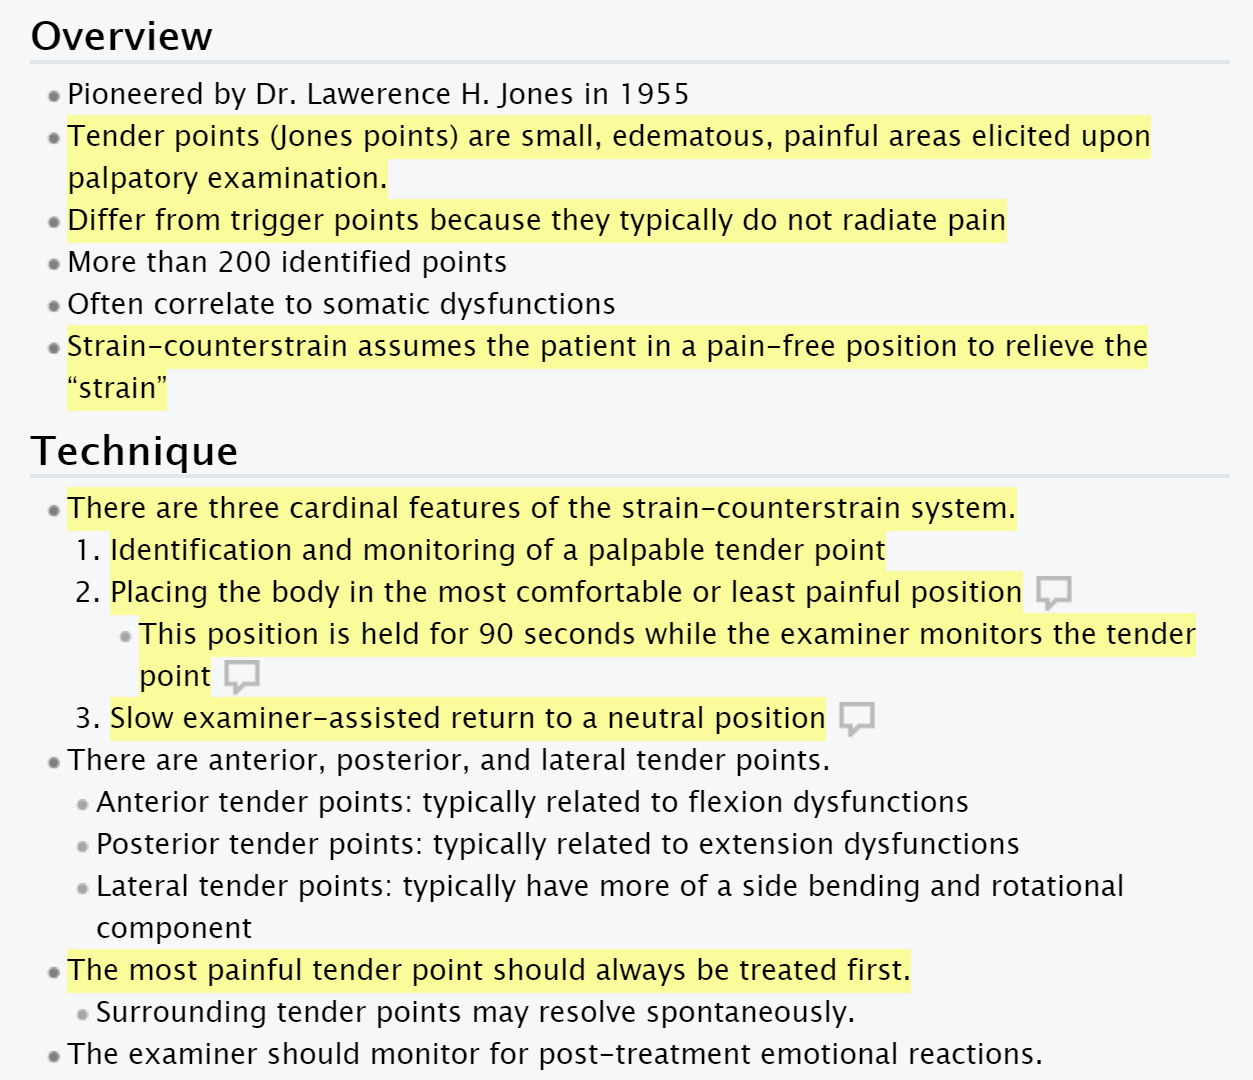 Overview
Pioneered by Dr. Lawerence H. Jones in 1955
Tender points (Jones points) are small, edematous, painful areas elicited upon
palpatory examination.
Differ from trigger points because they typically do not radiate pain
More than 200 identified points
Often correlate to somatic dysfunctions
Strain–counterstrain assumes the patient in a pain–free position to relieve the
“strain”
Technique
There are three cardinal features of the strain–counterstrain system.
1. Identification and monitoring of a palpable tender point
2. Placing the body in the most comfortable or least painful position
This position is held for 90 seconds while the examiner monitors the tender
point
3. Slow examiner–assisted return to a neutral position
There are anterior, posterior, and lateral tender points.
Anterior tender points: typically related to flexion dysfunctions
Posterior tender points: typically related to extension dysfunctions
Lateral tender points: typically have more of a side bending and rotational
component
The most painful tender point should always be treated first.
Surrounding tender points may resolve spontaneously.
The examiner should monitor for post–treatment emotional reactions.